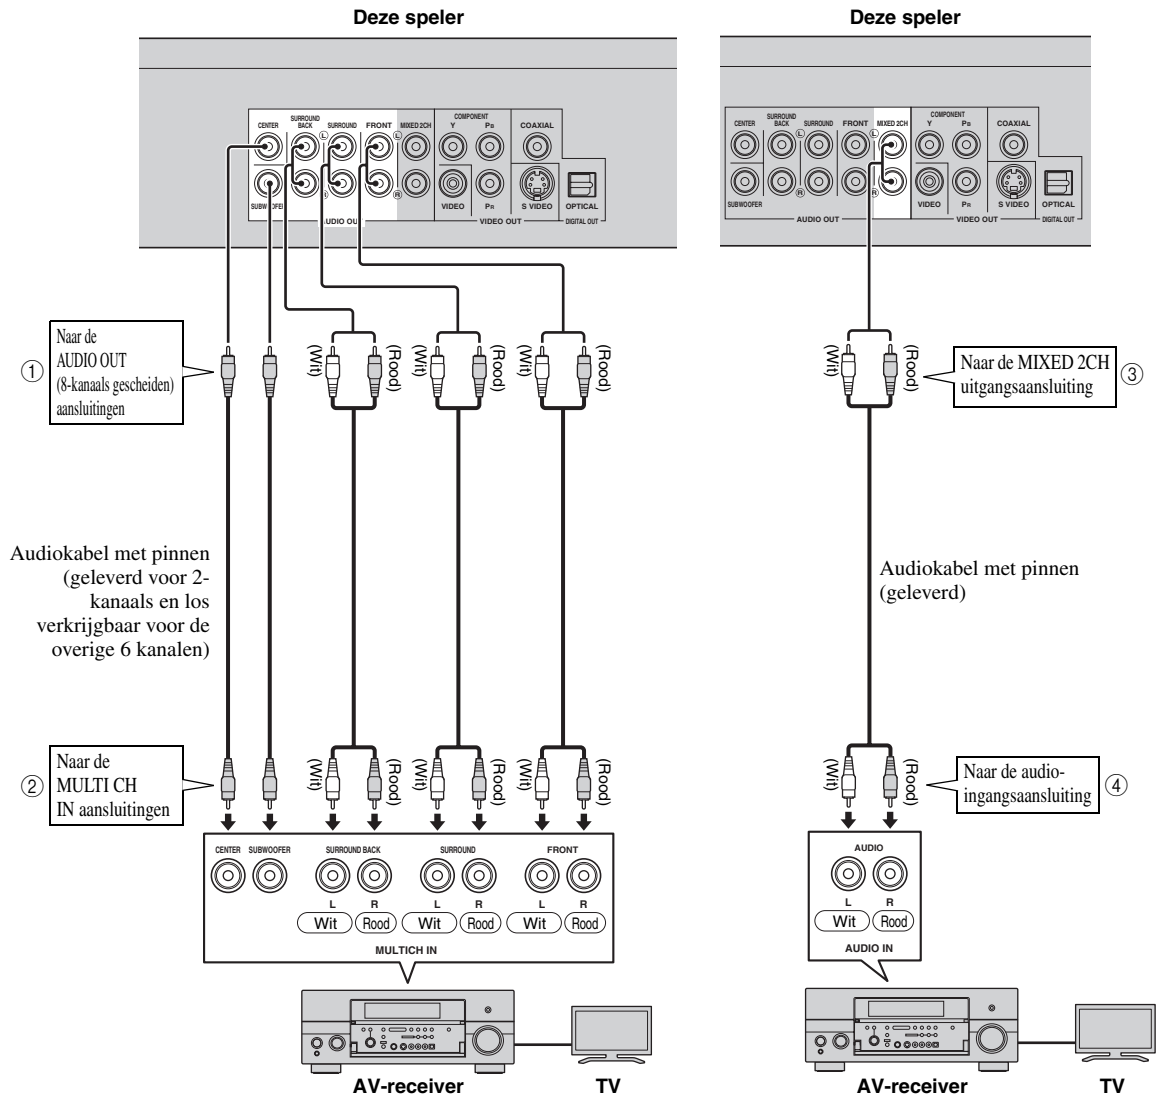 Deze speler
CENTER
SURROUND BACK
SURROUND
FRONT
MIXED 2CH
COMPONENT
Y
PB
COAXIAL
L
R
SUBWOOFER
VIDEO
PR
S VIDEO
OPTICAL
AUDIO OUT
VIDEO OUT
DIGITAL OUT
① Naar de
AUDIO OUT
(8-kanaals gescheiden)
aansluitingen
(Wit)
(Rood)
(Wit)
(Rood)
(Wit)
(Rood)
Audiokabel met pinnen
(geleverd voor 2-
kanaals en los
verkrijgbaar voor de
overige 6 kanalen)
② Naar de
MULTI CH
IN aansluitingen
(Wit)
(Rood)
(Wit)
(Rood)
(Wit)
(Rood)
CENTER SUBWOOFER SURROUND BACK SURROUND FRONT
L R L R L R
Wit Rood Wit Rood Wit Rood
MULTICH IN
AV-receiver TV
Deze speler
CENTER
SURROUND BACK
SURROUND
FRONT
MIXED 2CH
COMPONENT
Y
PB
COAXIAL
L
R
SUBWOOFER
VIDEO
PR
S VIDEO
OPTICAL
AUDIO OUT
VIDEO OUT
DIGITAL OUT
(Wit)
(Rood)
Naar de MIXED 2CH ③
uitgangsaansluiting
Audiokabel met pinnen
(geleverd)
(Wit)
(Rood)
Naar de audio-
ingangsaansluiting ④
AUDIO
L R
Wit Rood
AUDIO IN
AV-receiver TV